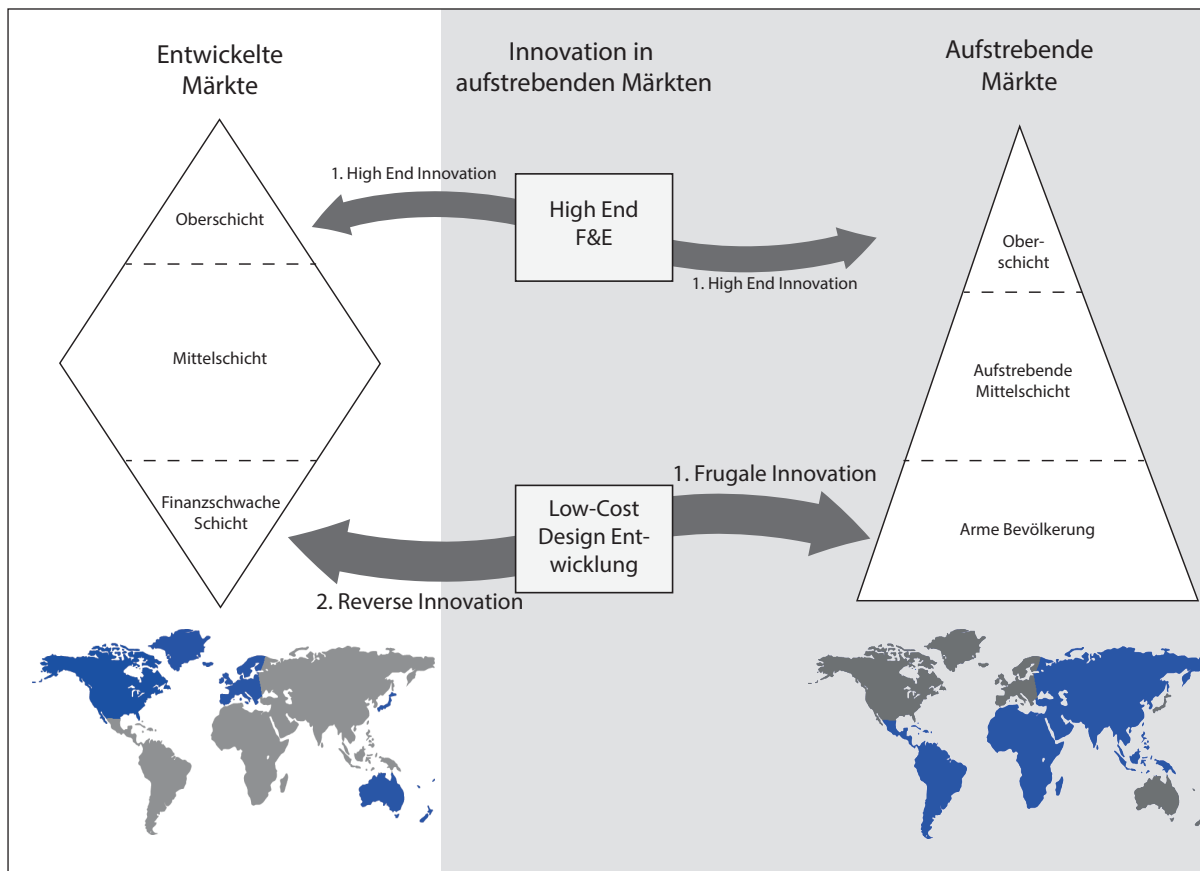 Entwickelte
Märkte
Innovation in
aufstrebenden Märkten
Aufstrebende
Märkte
1. High End Innovation
High End
F&E
1. High End Innovation
Oberschicht
Mittelschicht
Finanzschwache
Schicht
Ober-
schicht
Aufstrebende
Mittelschicht
Arme Bevölkerung
1. Frugale Innovation
Low-Cost
Design Ent-
wicklung
2. Reverse Innovation